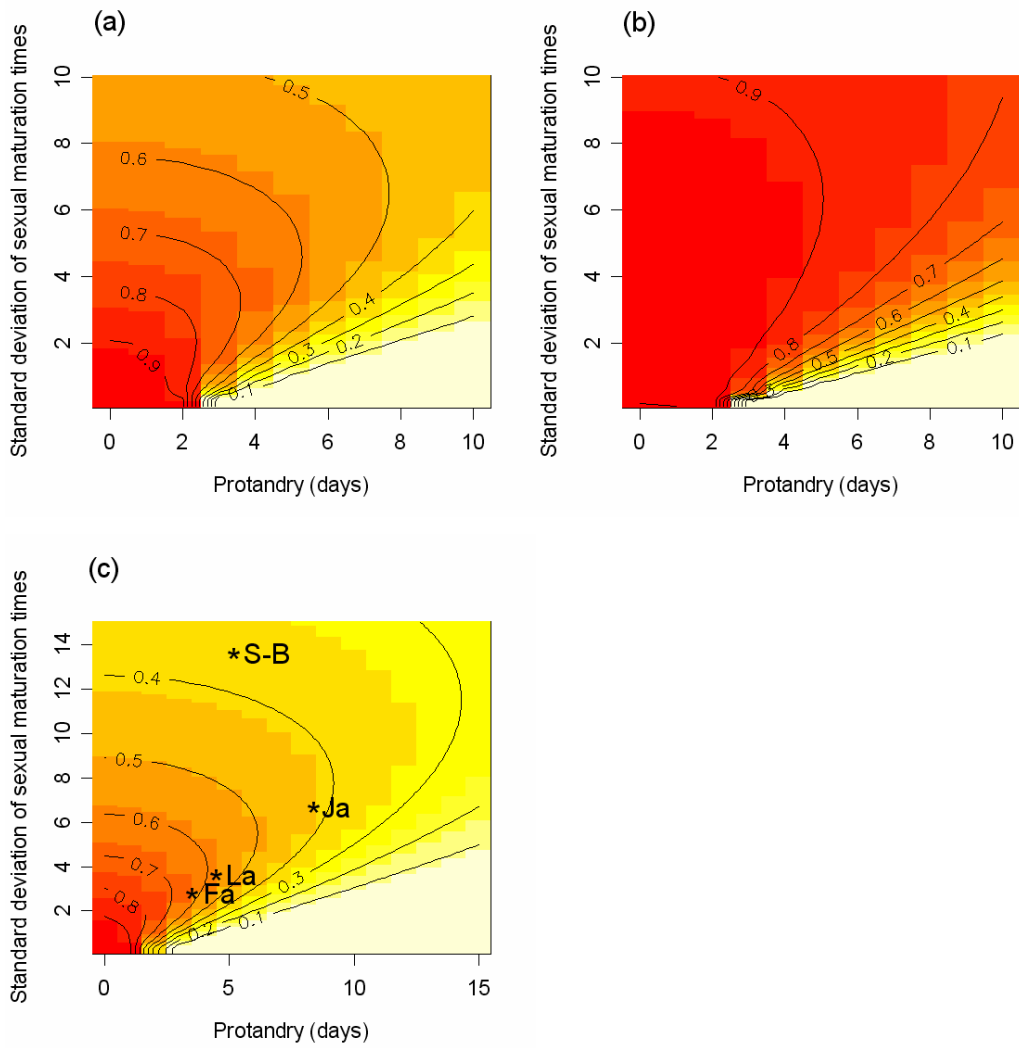 (a)
Standard deviation of sexual maturation times
10
8
6
4
2
0.5
0.6
0.7
0.8
0.9
0.4
0.3
0.2
0.1
0 2 4 6 8 10
Protandry (days)
(b)
Standard deviation of sexual maturation times
10
8
6
4
2
0.9
0.7
0.8
0.6
0.5
0.4
0.2
0.1
0 2 4 6 8 10
Protandry (days)
(c)
Standard deviation of sexual maturation times
14
12
10
8
6
4
2
*S-B
0.4
0.5
*Ja
0.6
0.7
*La
*Fa
0.8
0.3
0.2
0.1
0 5 10 15
Protandry (days)